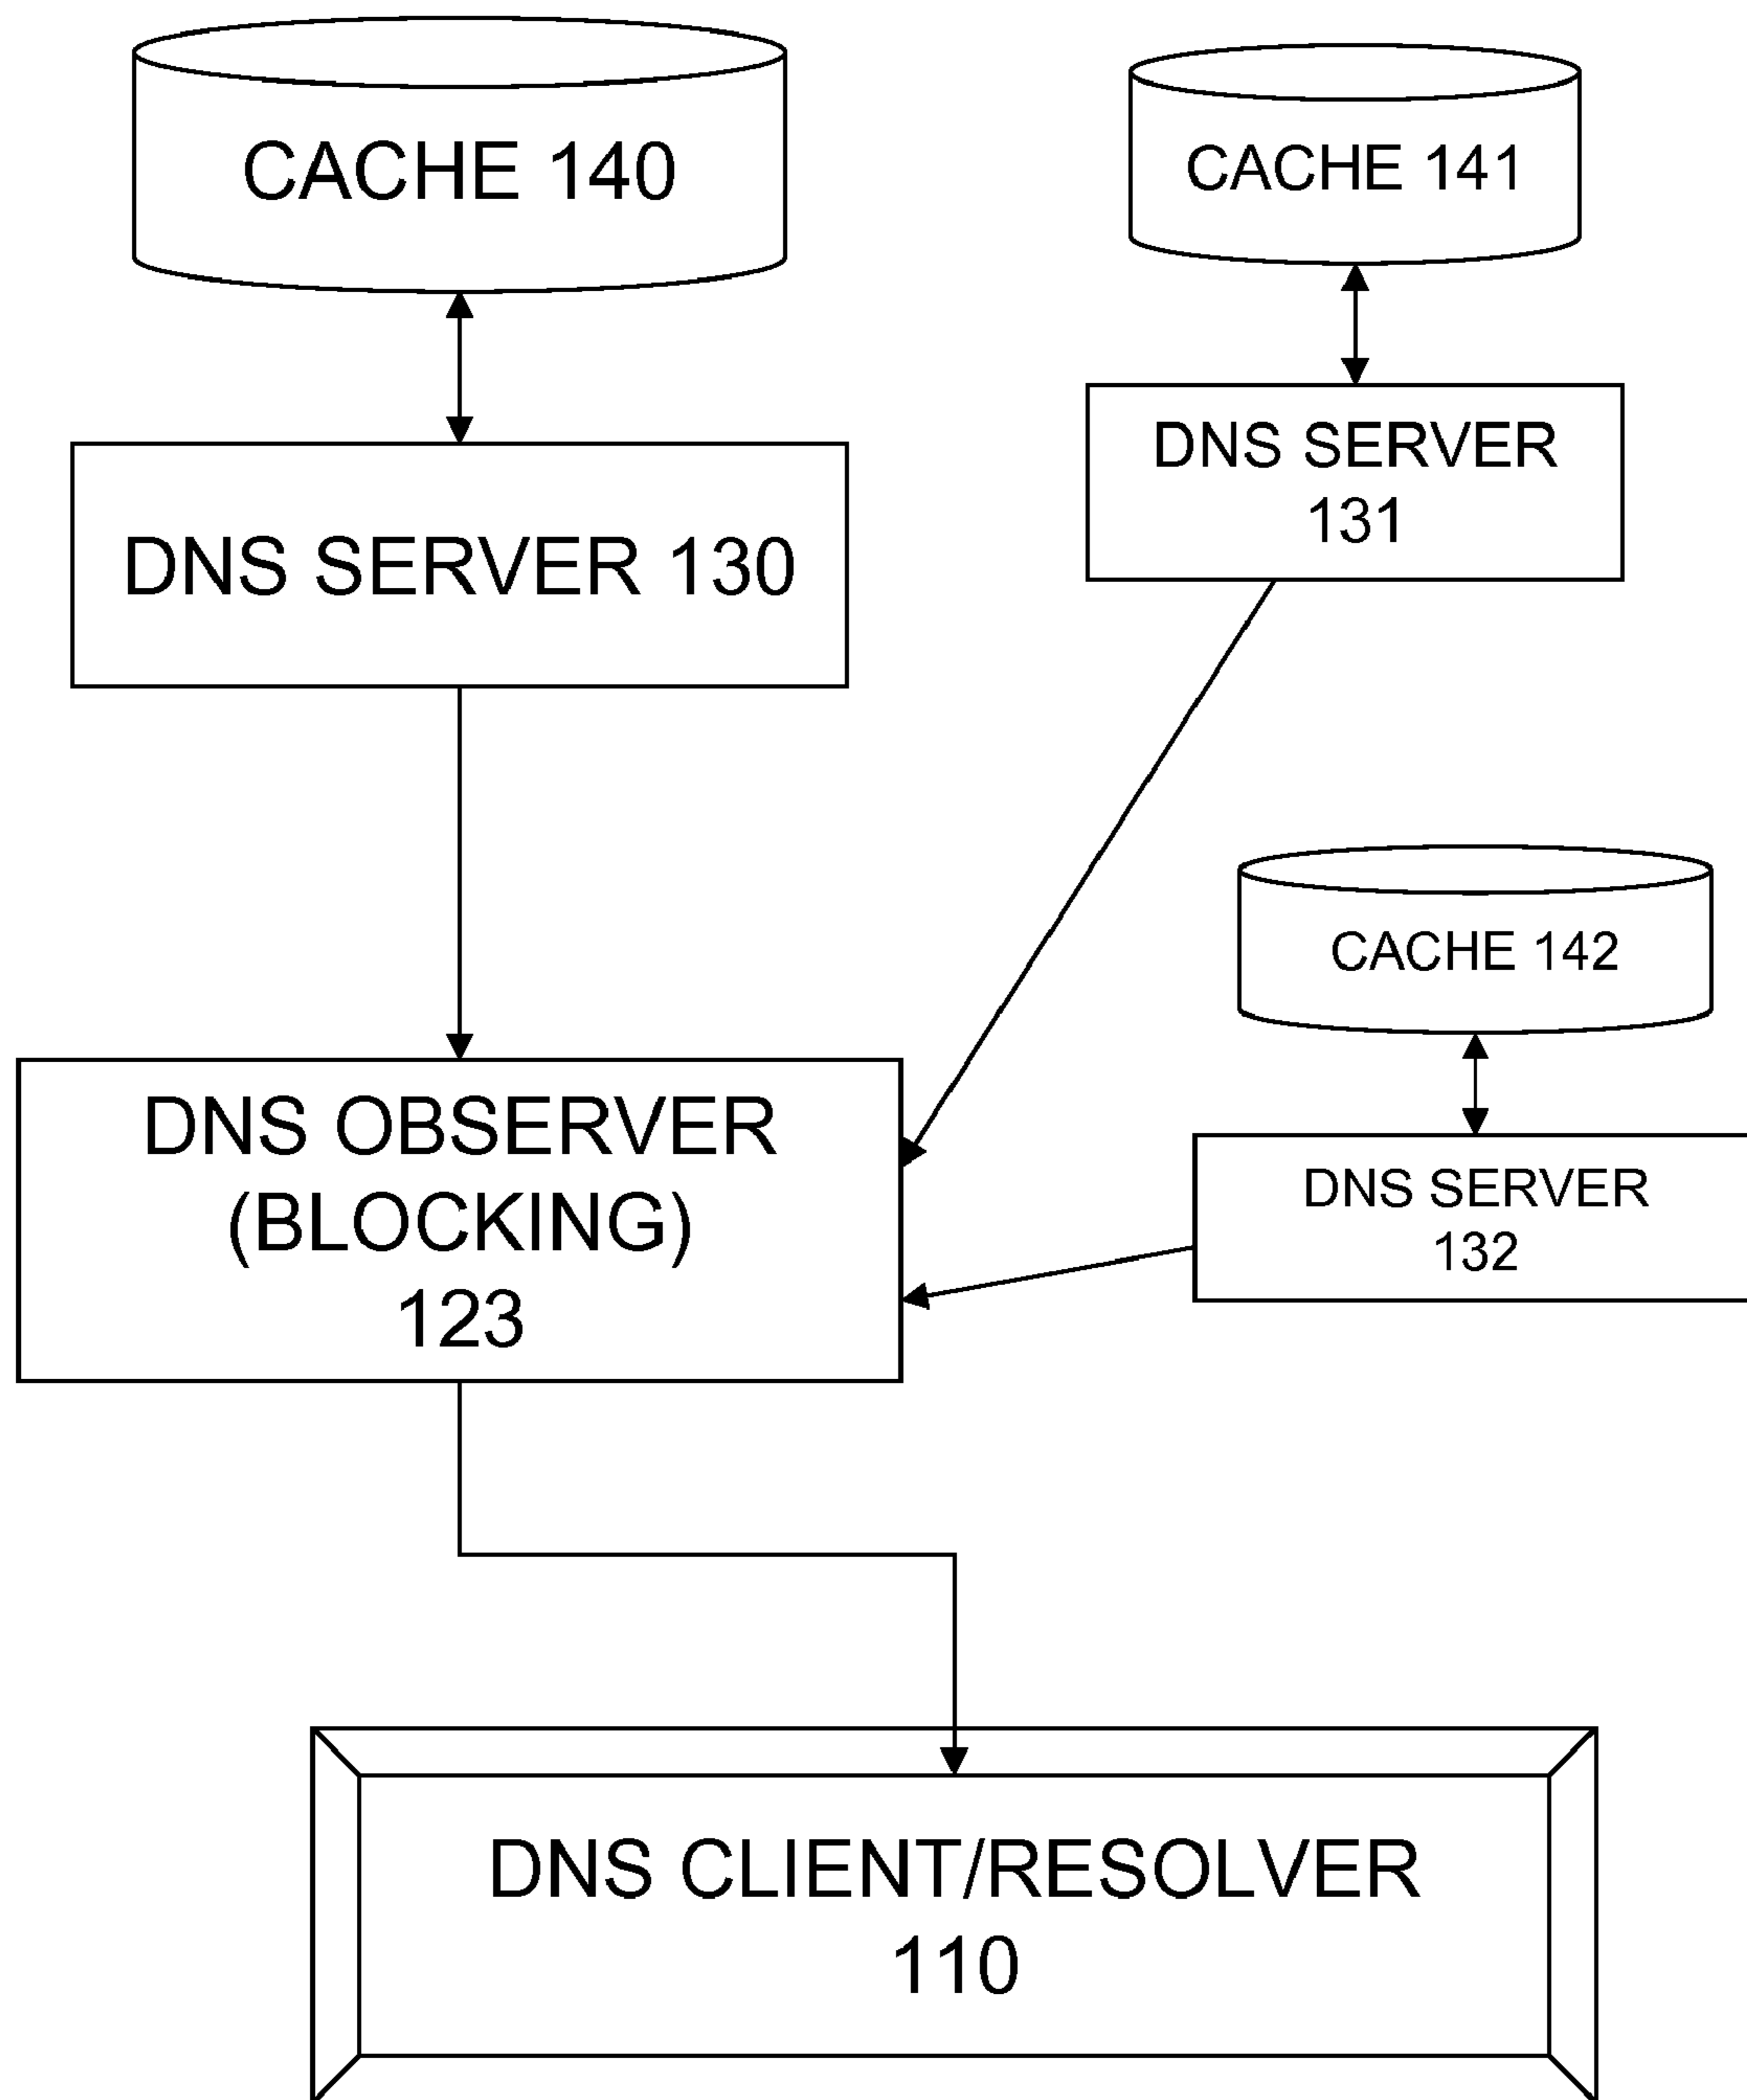 CACHE 140
CACHE 141
DNS SERVER
131
DNS SERVER 130
CACHE 142
DNS OBSERVER
(BLOCKING)
123
DNS SERVER
132
DNS CLIENT/RESOLVER
110